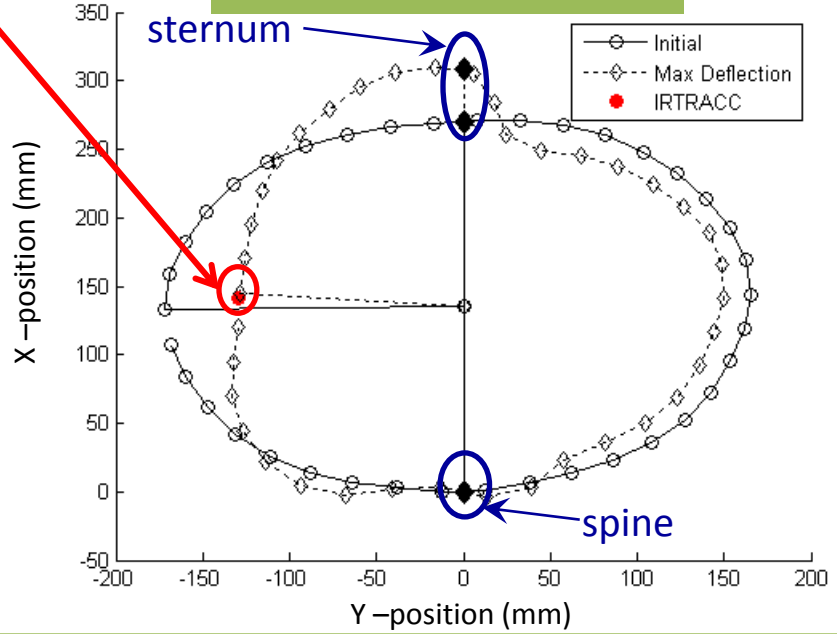 sternum
Initial
Max Deflection
IRTRACC
350
300
250
200
150
100
50
0
-50
-200
-150
-100
-50
0
50
100
150
200
X –position (mm)
Y –position (mm)
spine